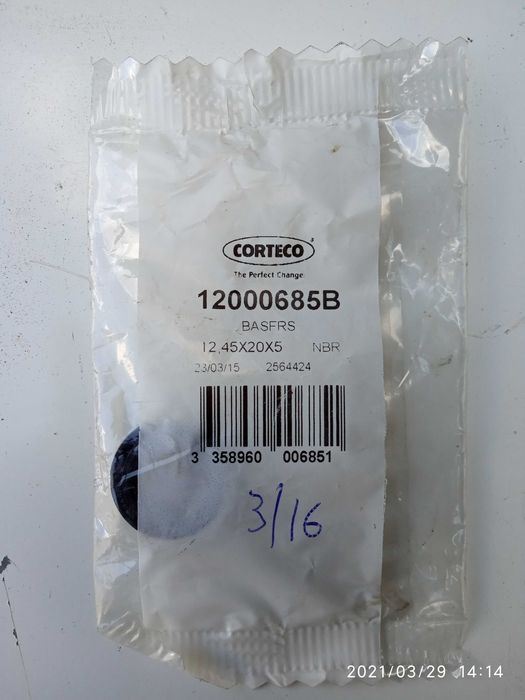 CORTECO
The Perfect Change
12000685B
BASFRS
12,45X20X5 NBR
23/03/15 2564424
3 358960 006851
3/16
2021/03/29 14:14